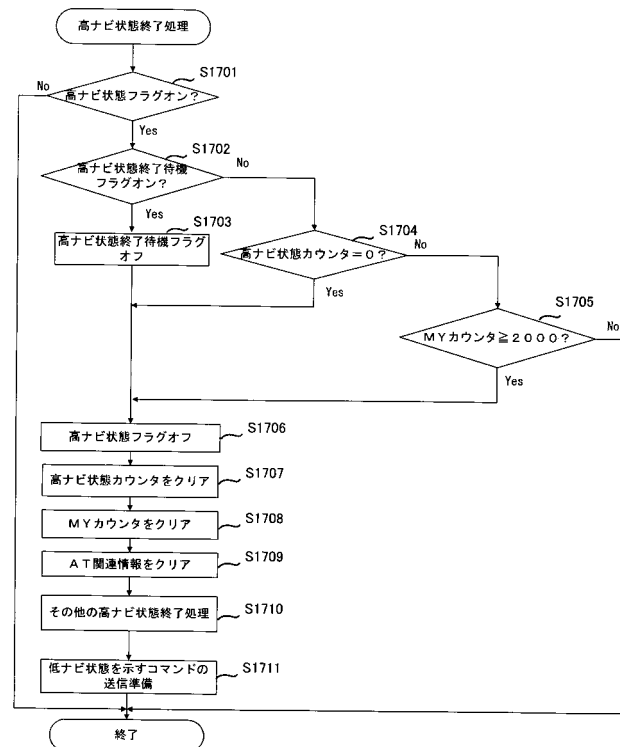 高ナビ状態終了処理
S1701
No
高ナビ状態フラグオン?
Yes
S1702
高ナビ状態終了待機
フラグオン?
No
Yes
S1703
高ナビ状態終了待機フラグ
オフ
S1704
高ナビ状態カウンタ=0?
No
Yes
S1705
MYカウンタ≧2000?
No
Yes
高ナビ状態フラグオフ
S1706
高ナビ状態カウンタをクリア
S1707
MYカウンタをクリア
S1708
AT関連情報をクリア
S1709
その他の高ナビ状態終了処理
S1710
低ナビ状態を示すコマンドの
送信準備
S1711
終了